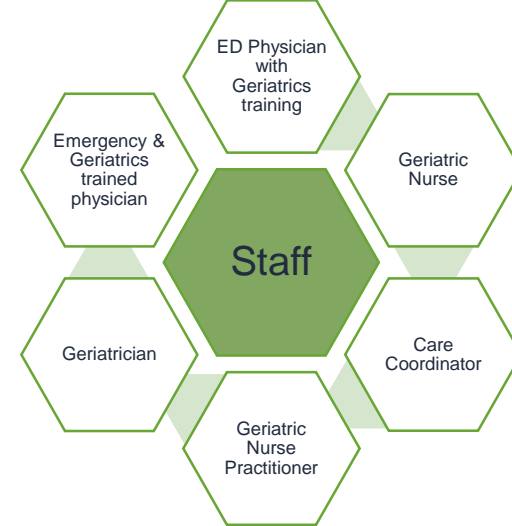 ED Physician
with
Geriatrics
training
Emergency &
Geriatrics
trained
physician
Geriatric
Nurse
Staff
Geriatrician
Care
Coordinator
Geriatric
Nurse
Practitioner